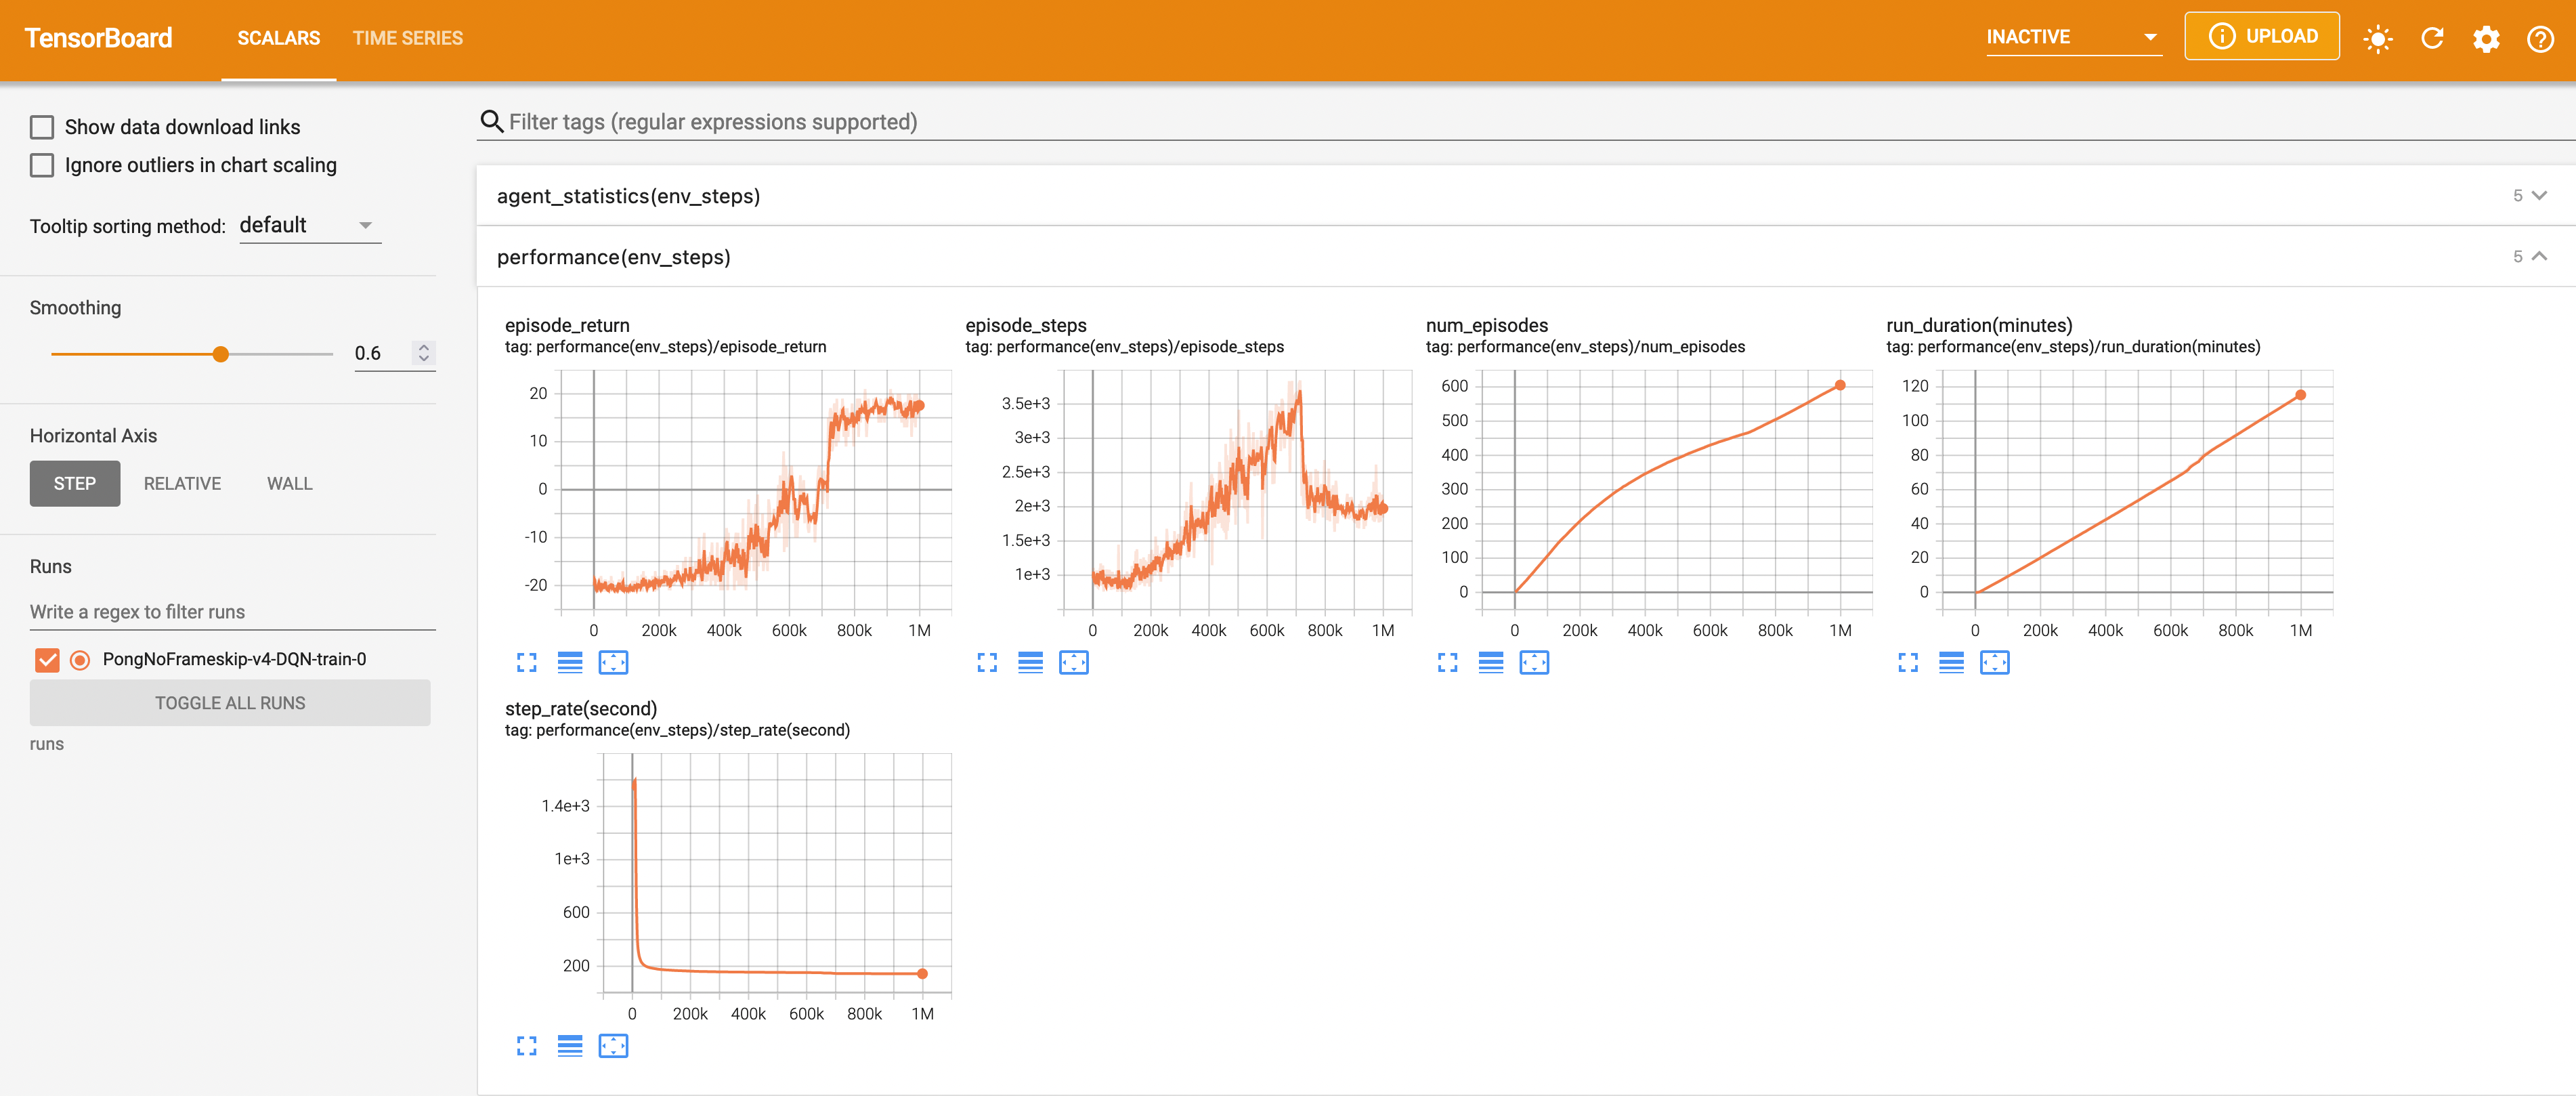 TensorBoard
SCALARS
TIME SERIES
INACTIVE
UPLOAD
Show data download links
Ignore outliers in chart scaling
Tooltip sorting method: default
Smoothing
0.6
Horizontal Axis
STEP
RELATIVE
WALL
Runs
Write a regex to filter runs
PongNoFrameskip-v4-DQN-train-0
TOGGLE ALL RUNS
runs
Filter tags (regular expressions supported)
agent_statistics(env_steps)
5
performance(env_steps)
5
episode_return
tag: performance(env_steps)/episode_return
20
10
0
-10
-20
0 200k 400k 600k 800k 1M
episode_steps
tag: performance(env_steps)/episode_steps
3.5e+3
3e+3
2.5e+3
2e+3
1.5e+3
1e+3
0 200k 400k 600k 800k 1M
num_episodes
tag: performance(env_steps)/num_episodes
600
500
400
300
200
100
0
0 200k 400k 600k 800k 1M
run_duration(minutes)
tag: performance(env_steps)/run_duration(minutes)
120
100
80
60
40
20
0
0 200k 400k 600k 800k 1M
step_rate(second)
tag: performance(env_steps)/step_rate(second)
1.4e+3
1e+3
600
200
0 200k 400k 600k 800k 1M